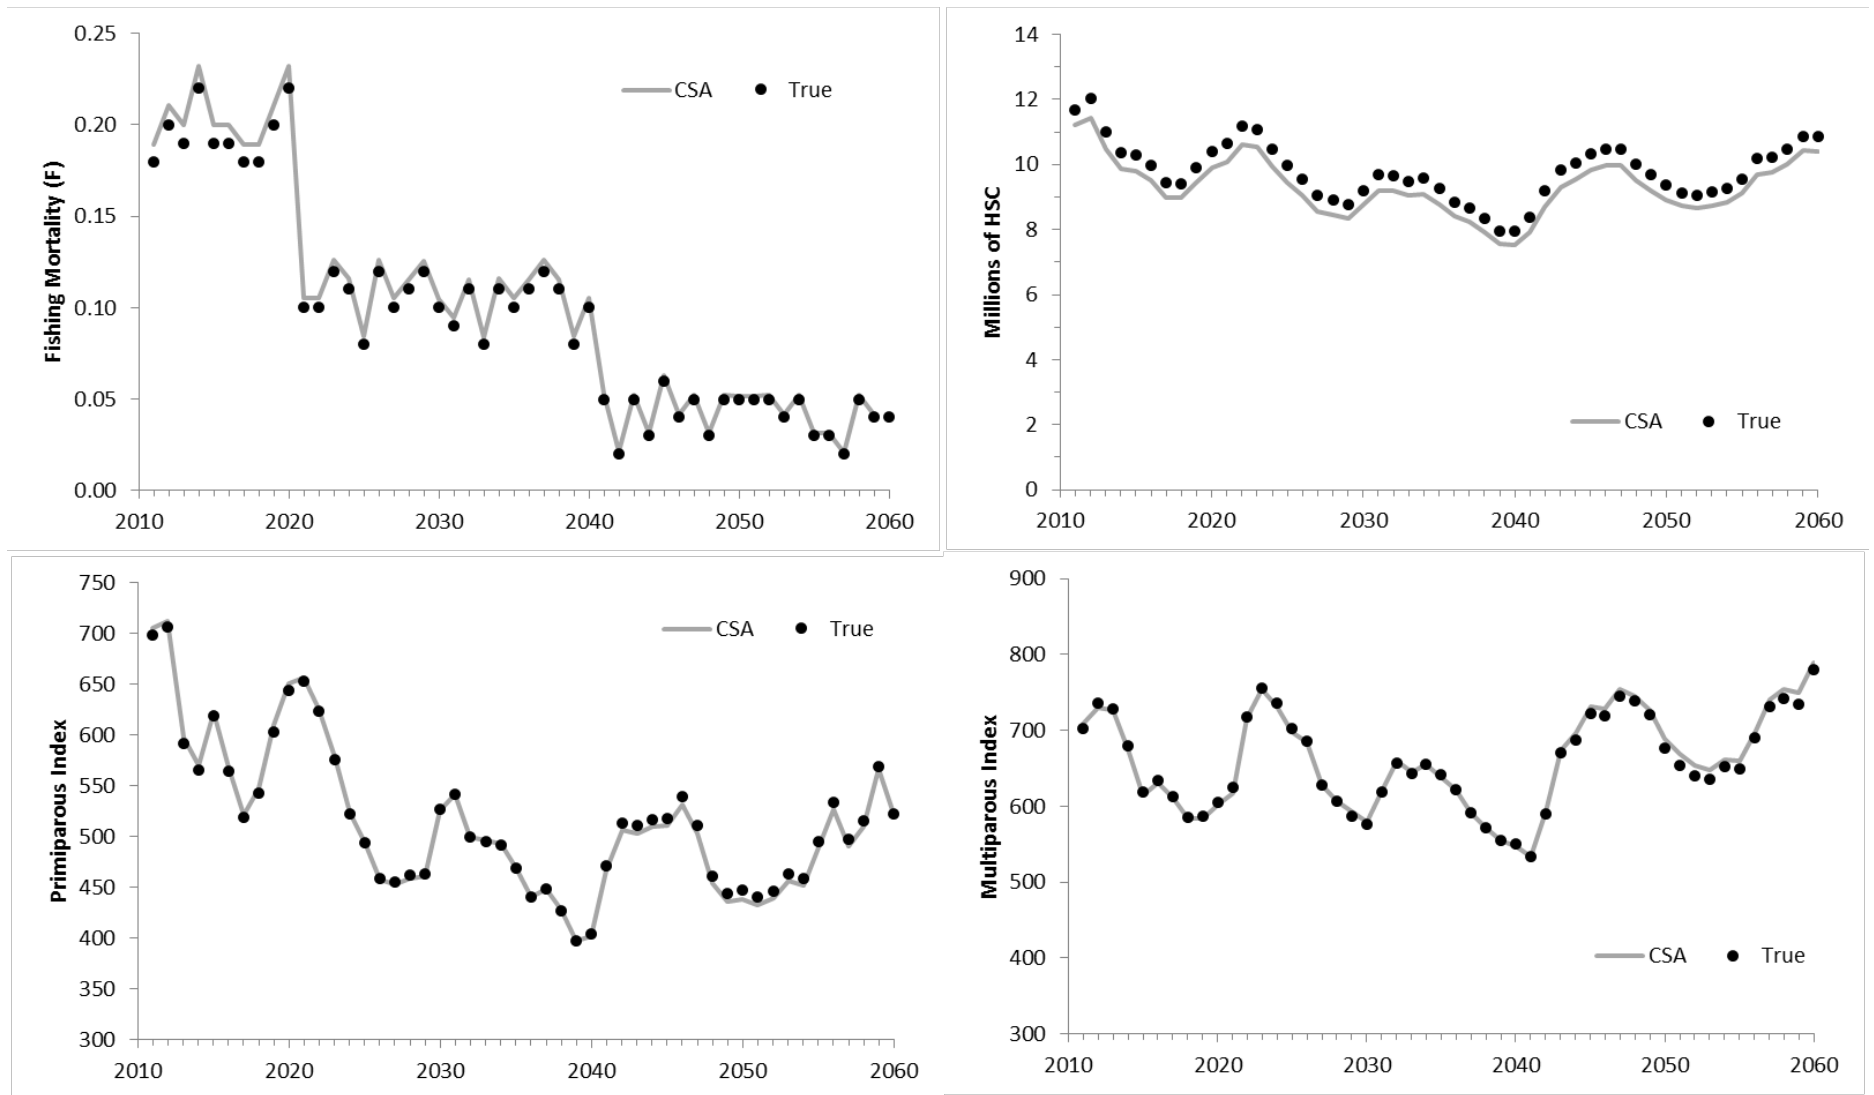 0.25
0.20
0.15
0.10
0.05
0.00
Fishing Mortality (F)
CSA True
2010 2020 2030 2040 2050 2060
14
12
10
8
6
4
2
0
Millions of HSC
CSA True
2010 2020 2030 2040 2050 2060
750
700
650
600
550
500
450
400
350
300
Primiparous Index
CSA True
2010 2020 2030 2040 2050 2060
900
800
700
600
500
400
300
Multiparous Index
CSA True
2010 2020 2030 2040 2050 2060